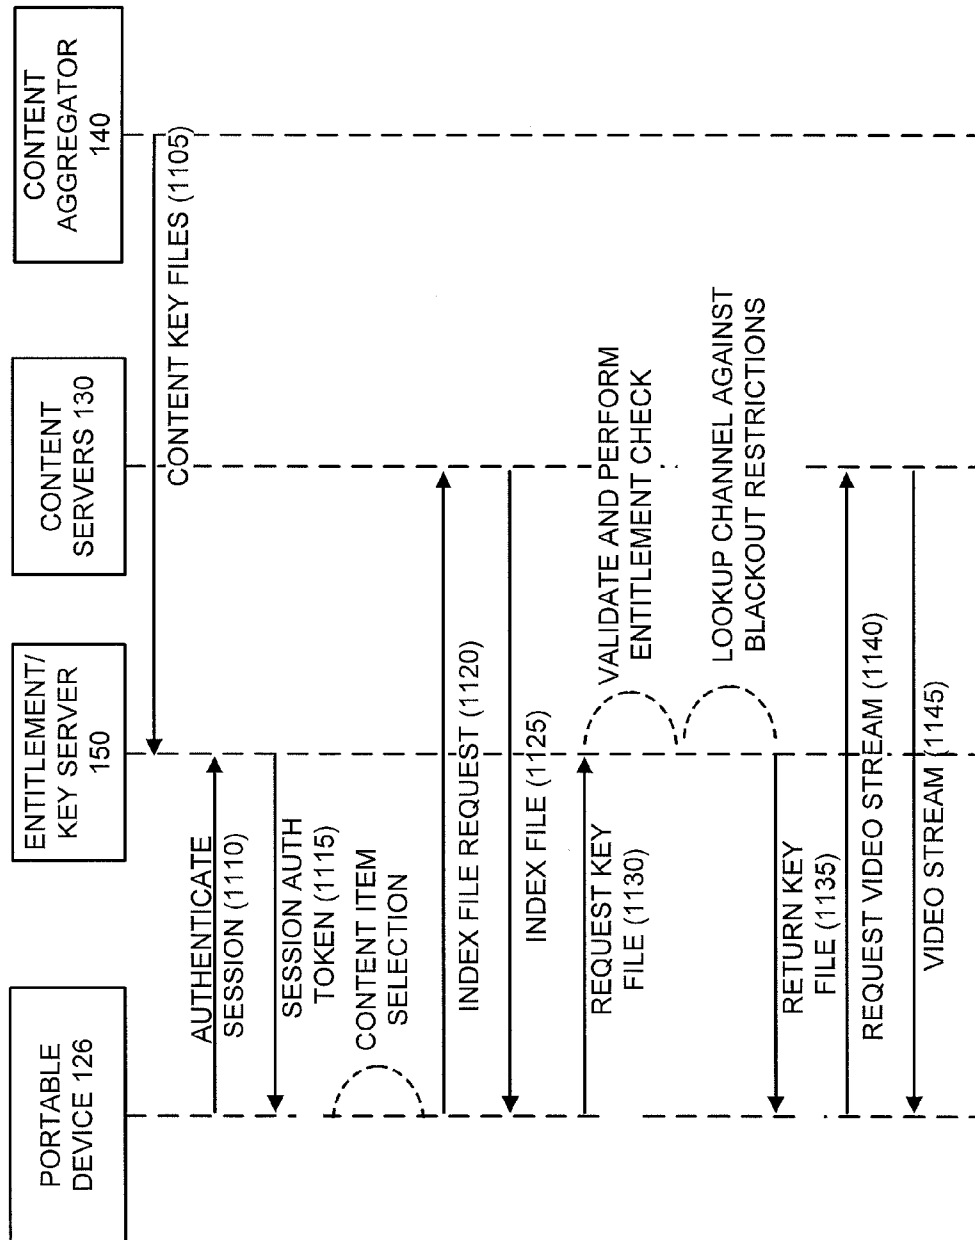 PORTABLE
DEVICE 126
ENTITLEMENT/
KEY SERVER
150
CONTENT
SERVERS 130
CONTENT
AGGREGATOR
140
CONTENT KEY FILES (1105)
AUTHENTICATE
SESSION (1110)
SESSION AUTH
TOKEN (1115)
CONTENT ITEM
SELECTION
INDEX FILE REQUEST (1120)
INDEX FILE (1125)
REQUEST KEY
FILE (1130)
VALIDATE AND PERFORM
ENTITLEMENT CHECK
LOOKUP CHANNEL AGAINST
BLACKOUT RESTRICTIONS
RETURN KEY
FILE (1135)
REQUEST VIDEO STREAM (1140)
VIDEO STREAM (1145)